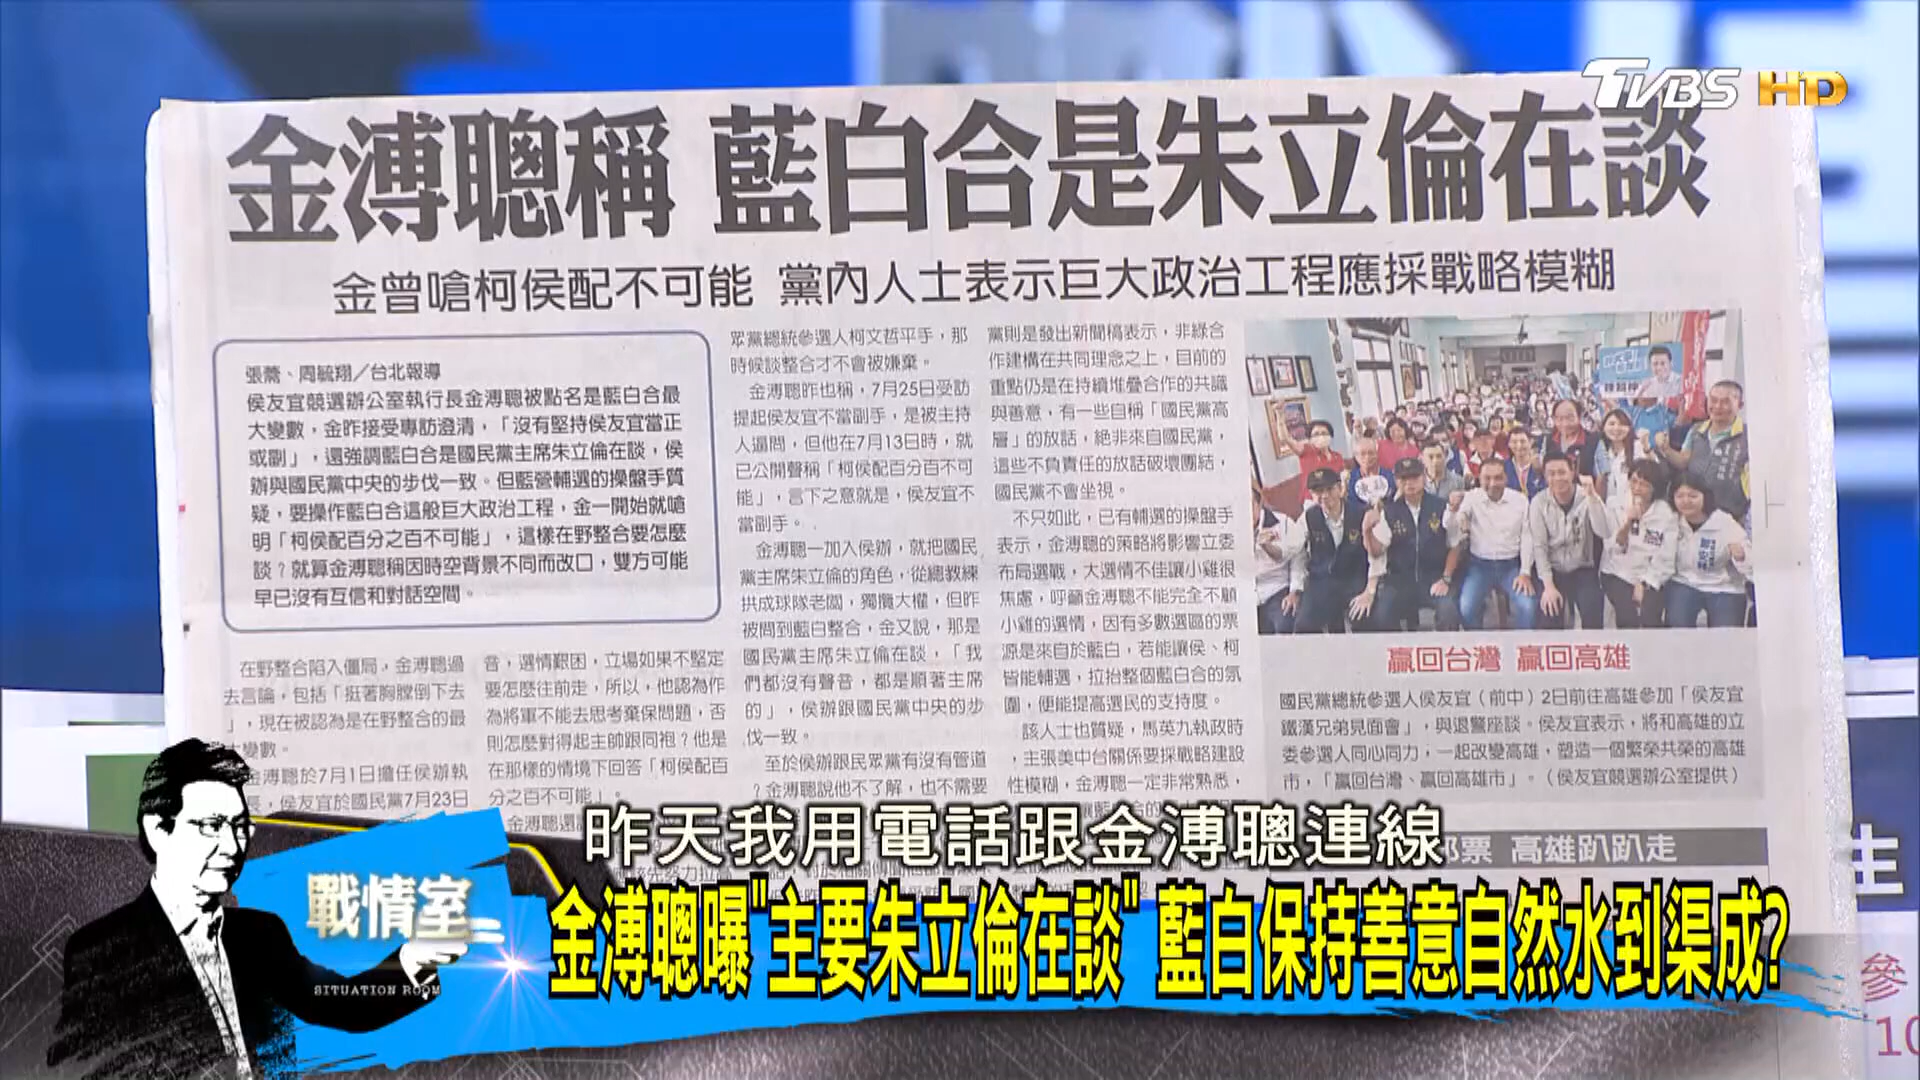 TVBS HD
金溥聰稱 藍白合是朱立倫在談
金曾嗆柯侯配不可能 黨內人士表示巨大政治工程應採戰略模糊
張薷、周毓翔／台北報導
侯友宜競選辦公室執行長金溥聰被點名是藍白合最
大變數，金昨接受專訪澄清，「沒有堅持侯友宜當正
或副」，還強調藍白合是國民黨主席朱立倫在談，侯
辦與國民黨中央的步伐一致。但藍營輔選的操盤手質
疑，要操作藍白合這般巨大政治工程，金一開始就嗆
明「柯侯配百分之百不可能」，這樣在野整合要怎麼
談？就算金溥聰稱因時空背景不同而改口，雙方可能
早已沒有互信和對話空間。
在野整合陷入僵局，金溥聰過
去言論，包括「挺著胸膛倒下去
」，現在被認為是在野整合的最
大變數。
金溥聰於7月1日擔任侯辦執
長，侯友宜於國民黨7月23日
音，選情艱困，立場如果不堅定
要怎麼往前走，所以，他認為作
為將軍不能去思考棄保問題，否
則怎麼對得起主帥跟同袍？他是
在那樣的情境下回答「柯侯配百
分之百不可能」。
金溥聰還
眾黨總統參選人柯文哲平手，那
時候談整合才不會被嫌棄。
金溥聰昨也稱，7月25日受訪
提起侯友宜不當副手，是被主持
人逼問，但他在7月13日時，就
已公開聲稱「柯侯配百分百不可
能」，言下之意就是，侯友宜不
當副手。
金溥聰一加入侯辦，就把國民
黨主席朱立倫的角色，從總教練
拱成球隊老闆，獨攬大權，但昨
被問到藍白整合，金又說，那是
國民黨主席朱立倫在談，「我
們都沒有聲音，都是順著主席
的」，侯辦跟國民黨中央的步
伐一致。
至於侯辦跟民眾黨有沒有管道
？金溥聰說他不了解，也不需要
黨則是發出新聞稿表示，非綠合
作建構在共同理念之上，目前的
重點仍是在持續堆疊合作的共識
與善意，有一些自稱「國民黨高
層」的放話，絕非來自國民黨，
這些不負責任的放話破壞團結，
國民黨不會坐視。
不只如此，已有輔選的操盤手
表示，金溥聰的策略將影響立委
布局選戰，大選情不佳讓小雞很
焦慮，呼籲金溥聰不能完全不顧
小雞的選情，因有多數選區的票
源是來自於藍白，若能讓侯、柯
皆能輔選，拉抬整個藍白合的氛
圍，便能提高選民的支持度。
該人士也質疑，馬英九執政時
主張美中台關係要採戰略建設
性模糊，金溥聰一定非常熟悉，
贏回台灣 贏回高雄
國民黨總統參選人侯友宜（前中）2日前往高雄參加「侯友宜
鐵漢兄弟見面會」，與退警座談。侯友宜表示，將和高雄的立
委參選人同心同力，一起改變高雄，塑造一個繁榮共榮的高雄
市，「贏回台灣、贏回高雄市」。（侯友宜競選辦公室提供）
票 高雄趴趴走
昨天我用電話跟金溥聰連線
戰情室
SITUATION ROOM
金溥聰曝"主要朱立倫在談" 藍白保持善意自然水到渠成?
生
參
10